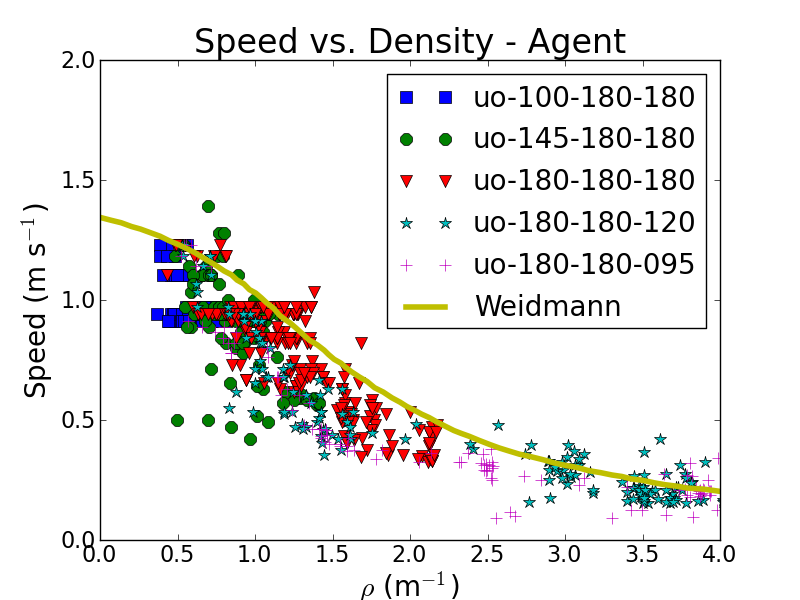 Speed vs. Density - Agent
2.0
1.5
1.0
0.5
0.0
Speed (m s⁻¹)
uo-100-180-180
uo-145-180-180
uo-180-180-180
uo-180-180-120
uo-180-180-095
Weidmann
0.0 0.5 1.0 1.5 2.0 2.5 3.0 3.5 4.0
ρ (m⁻¹)